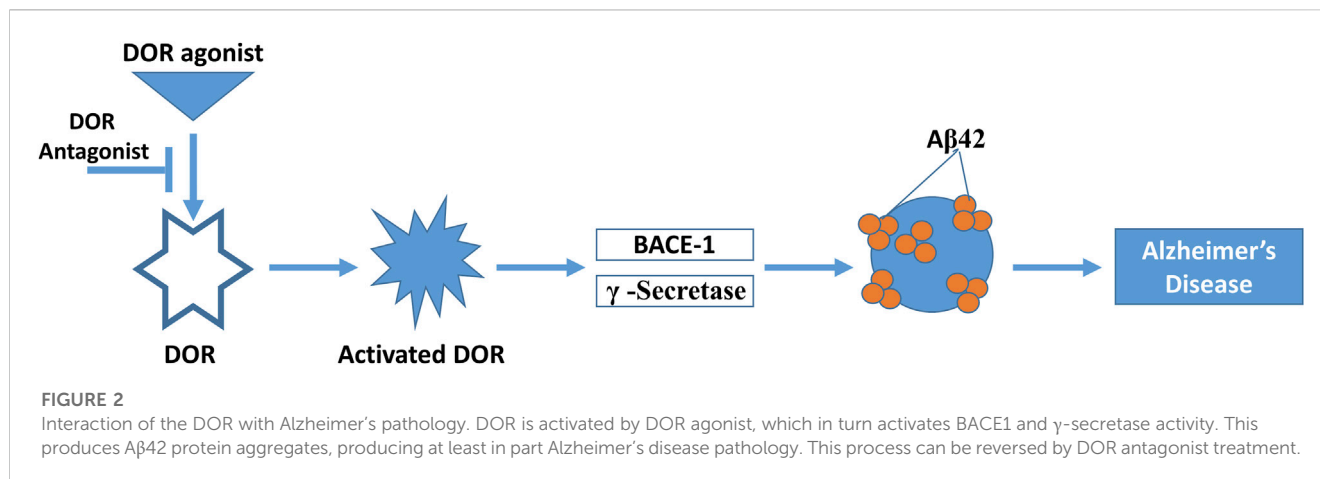 DOR agonist
DOR
Antagonist
DOR
Activated DOR
BACE-1
γ -Secretase
Aβ42
Alzheimer's
Disease
FIGURE 2
Interaction of the DOR with Alzheimer's pathology. DOR is activated by DOR agonist, which in turn activates BACE1 and γ-secretase activity. This
produces Aβ42 protein aggregates, producing at least in part Alzheimer's disease pathology. This process can be reversed by DOR antagonist treatment.